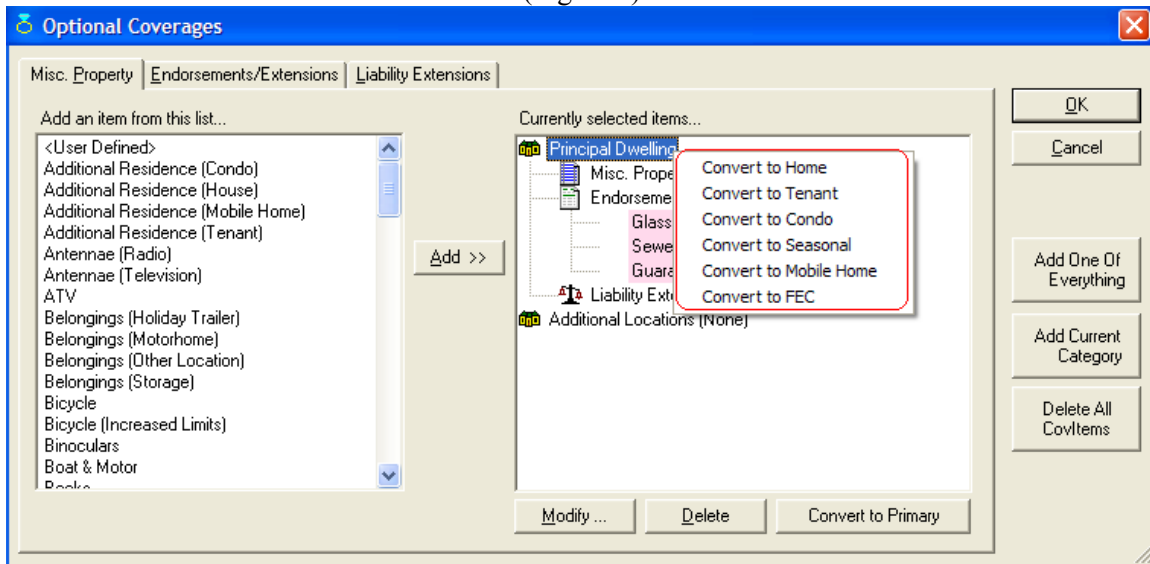 Optional Coverages
Misc. Property
Endorsements/Extensions
Liability Extensions
Add an item from this list...
<User Defined>
Additional Residence (Condo)
Additional Residence (House)
Additional Residence (Mobile Home)
Additional Residence (Tenant)
Antennae (Radio)
Antennae (Television)
ATV
Belongings (Holiday Trailer)
Belongings (Motorhome)
Belongings (Other Location)
Belongings (Storage)
Bicycle
Bicycle (Increased Limits)
Binoculars
Boat & Motor
Add >>
Currently selected items...
Principal Dwelling
Misc. Prope
Endorseme
Glass
Sewe
Guara
Liability Ext
Additional Locations (None)
Convert to Home
Convert to Tenant
Convert to Condo
Convert to Seasonal
Convert to Mobile Home
Convert to FEC
Modify ...
Delete
Convert to Primary
OK
Cancel
Add One Of
Everything
Add Current
Category
Delete All
CovItems